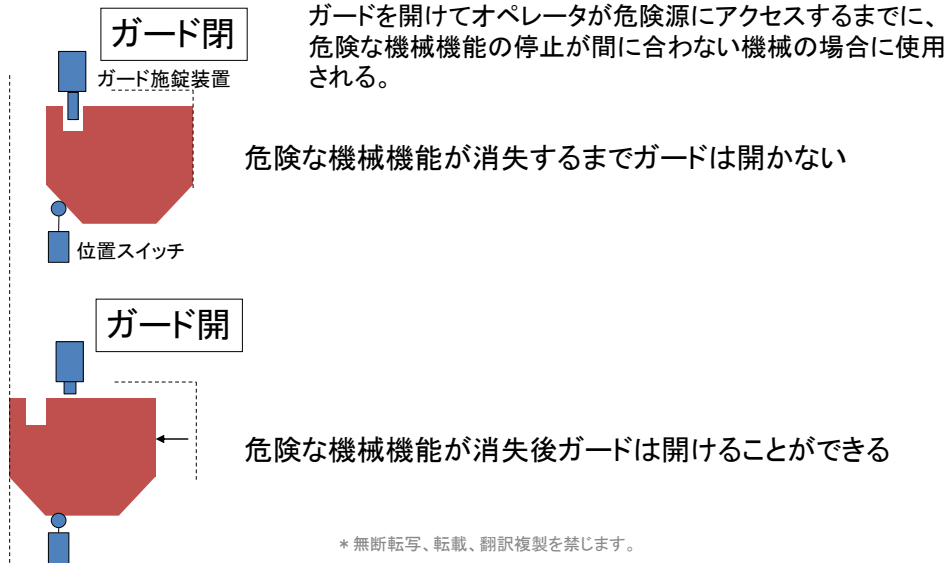 ガード閉
ガードを開けてオペレータが危険源にアクセスするまでに、
危険な機械機能の停止が間に合わない機械の場合に使用
される。
ガード施錠装置
危険な機械機能が消失するまでガードは開かない
位置スイッチ
ガード開
危険な機械機能が消失後ガードは開けることができる
＊無断転写、転載、翻訳複製を禁じます。